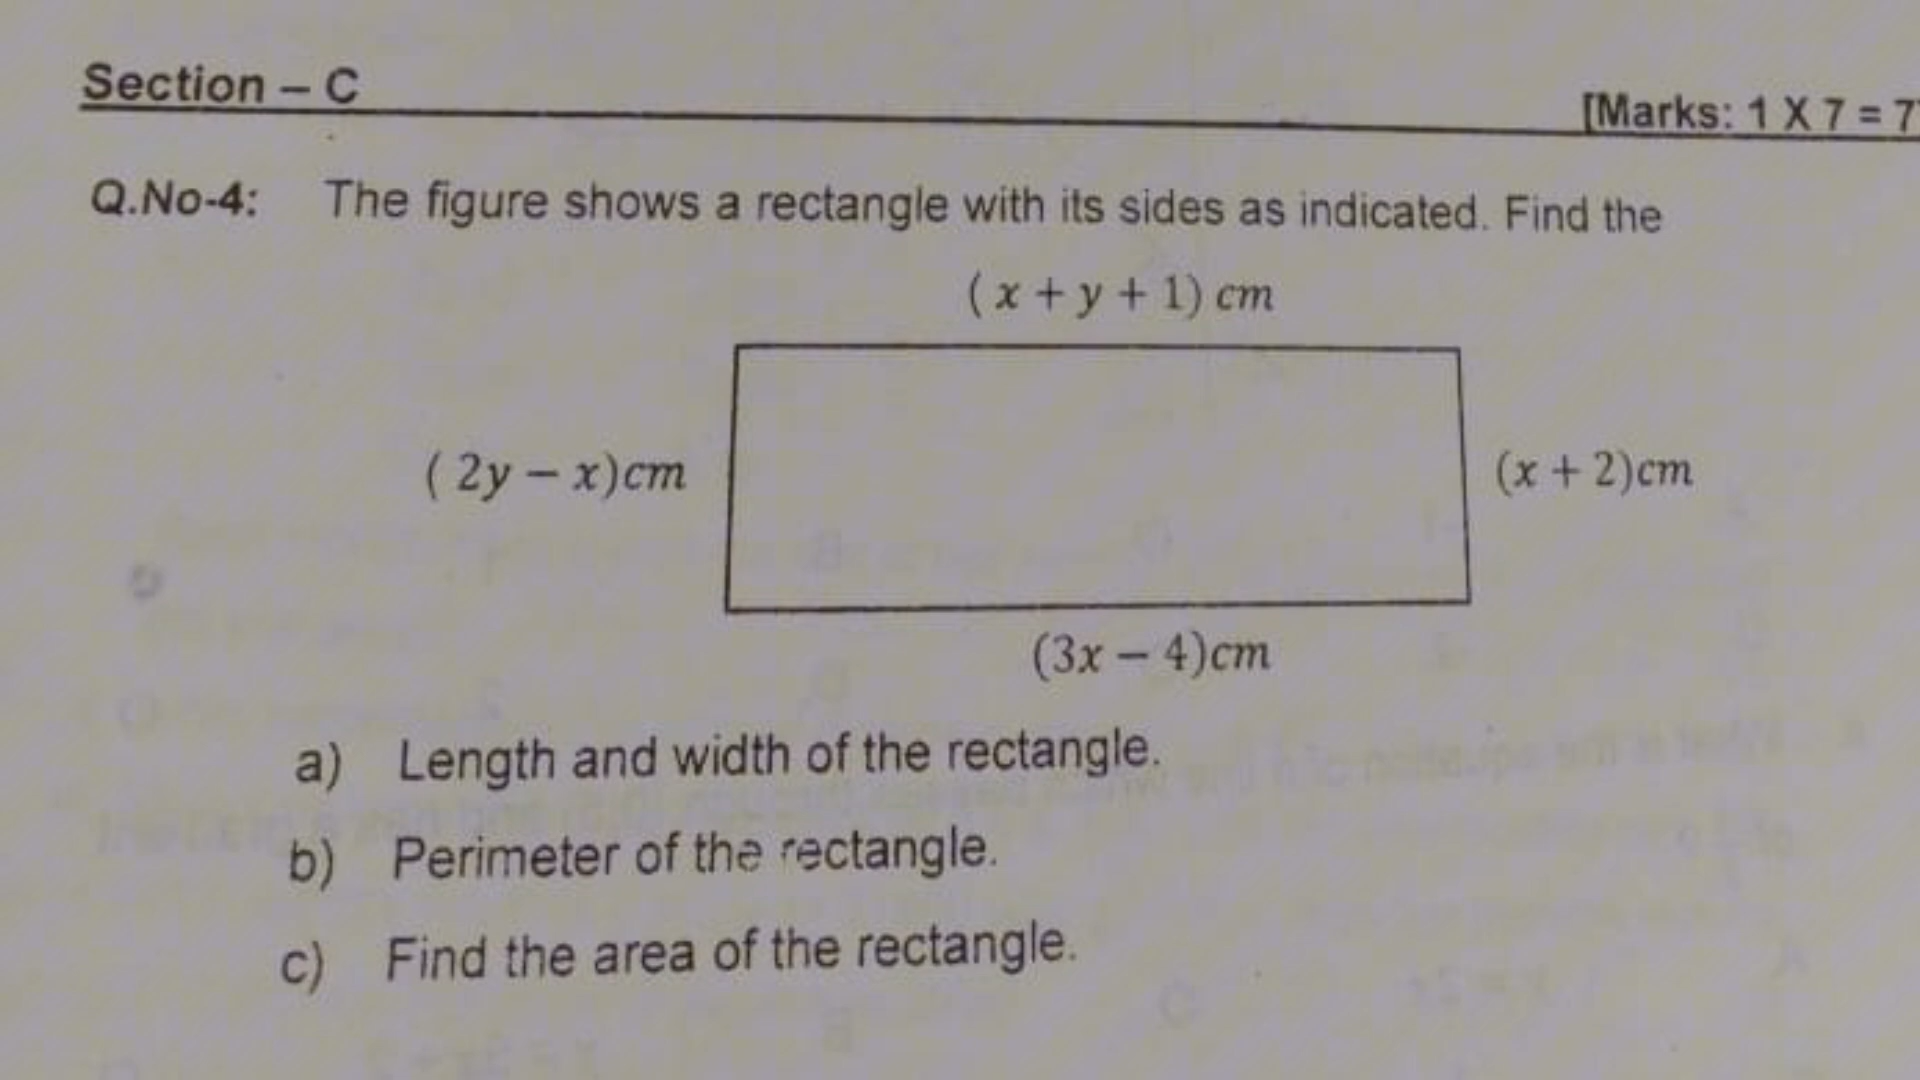 Section – C
[Marks: 1 X 7 = 7
Q.No-4: The figure shows a rectangle with its sides as indicated. Find the
( x + y + 1) cm
( 2y – x)cm
(x + 2)cm
(3x – 4)cm
a) Length and width of the rectangle.
b) Perimeter of the rectangle.
c) Find the area of the rectangle.